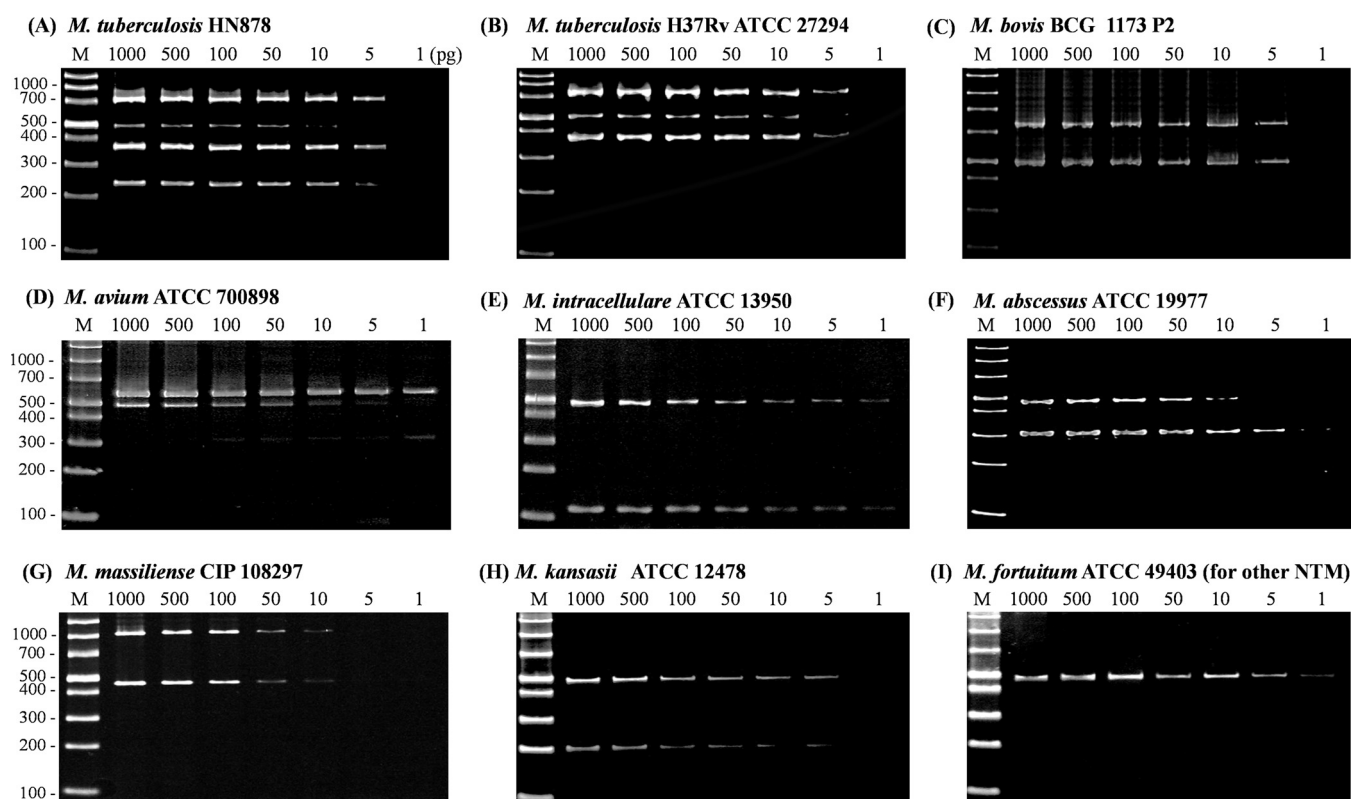 (A) M. tuberculosis HN878
M 1000 500 100 50 10 5 1 (pg)
1000 -
700 -
500 -
400 -
300 -
200 -
100 -
(B) M. tuberculosis H37Rv ATCC 27294
M 1000 500 100 50 10 5 1
(C) M. bovis BCG 1173 P2
M 1000 500 100 50 10 5 1
(D) M. avium ATCC 700898
M 1000 500 100 50 10 5 1
1000 -
700 -
500 -
400 -
300 -
200 -
100 -
(E) M. intracellulare ATCC 13950
M 1000 500 100 50 10 5 1
(F) M. abscessus ATCC 19977
M 1000 500 100 50 10 5 1
(G) M. massiliense CIP 108297
M 1000 500 100 50 10 5 1
1000 -
700 -
500 -
400 -
300 -
200 -
100 -
(H) M. kansasii ATCC 12478
M 1000 500 100 50 10 5 1
(I) M. fortuitum ATCC 49403 (for other NTM)
M 1000 500 100 50 10 5 1